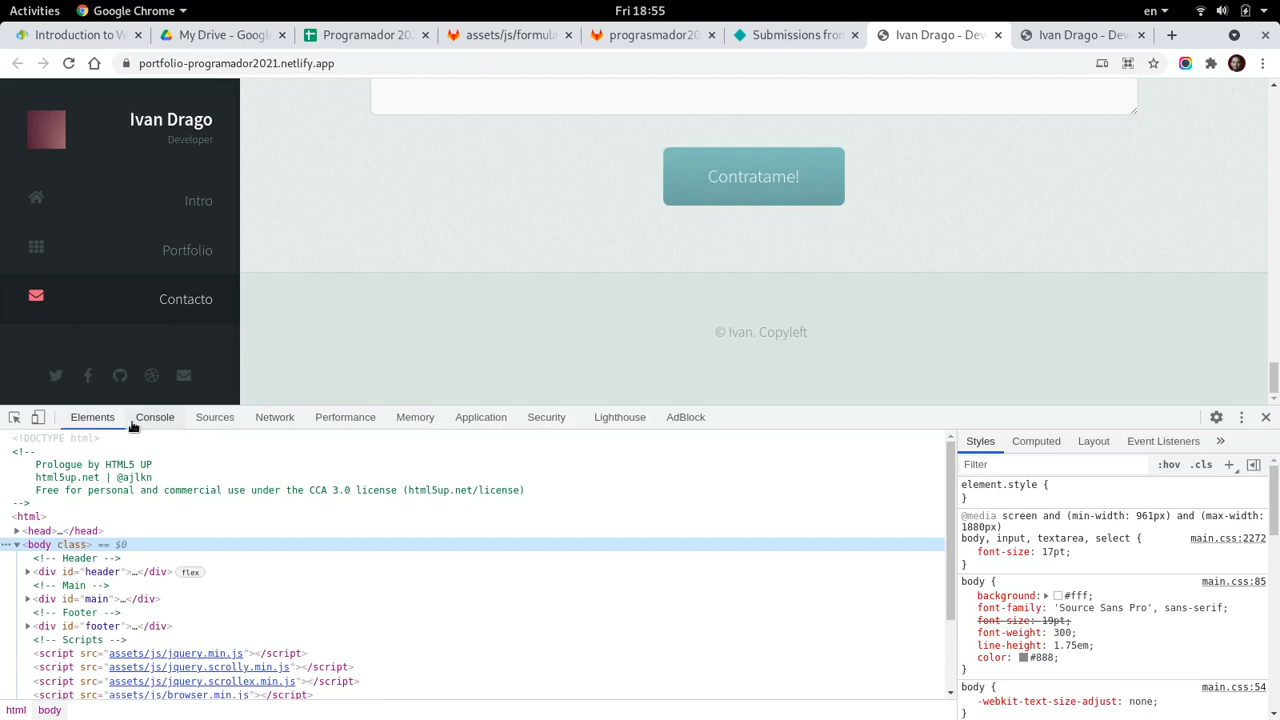 Activities Google Chrome Fri 18:55 en
Introduction to W × My Drive - Google × Programador 202 × assets/js/formula × prograsmador20 × Submissions from × Ivan Drago - Deve × Ivan Drago - Deve ×
portfolio-programador2021.netlify.app
Ivan Drago
Developer
Intro
Portfolio
Contacto
Contratame!
© Ivan. Copyleft
Elements Console Sources Network Performance Memory Application Security Lighthouse AdBlock
<!DOCTYPE html>
<!--
Prologue by HTML5 UP
html5up.net | @ajlkn
Free for personal and commercial use under the CCA 3.0 license (html5up.net/license)
-->
<html>
<head>…</head>
<body class> == $0
<!-- Header -->
<div id="header">…</div> flex
<!-- Main -->
<div id="main">…</div>
<!-- Footer -->
<div id="footer">…</div>
<!-- Scripts -->
<script src="assets/js/jquery.min.js"></script>
<script src="assets/js/jquery.scrolly.min.js"></script>
<script src="assets/js/jquery.scrollex.min.js"></script>
<script src="assets/js/browser.min.js"></script>
html body
Styles Computed Layout Event Listeners
Filter :hov .cls
element.style {
}
@media screen and (min-width: 961px) and (max-width:
1880px)
body, input, textarea, select { main.css:2272
font-size: 17pt;
}
body { main.css:85
background: #fff;
font-family: 'Source Sans Pro', sans-serif;
font-size: 19pt;
font-weight: 300;
line-height: 1.75em;
color: #888;
}
body { main.css:54
-webkit-text-size-adjust: none;
}